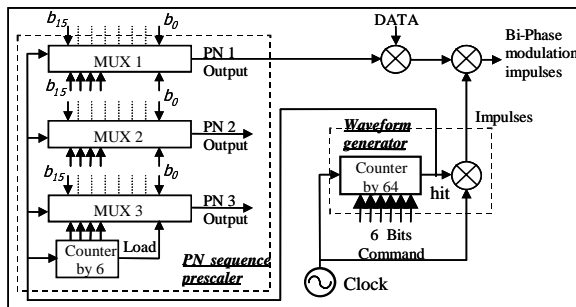 b15 b0
DATA
MUX 1
PN 1
Output
Bi-Phase
modulation
impulses
b15 b0
MUX 2
PN 2
Output
Impulses
b15 b0
MUX 3
PN 3
Output
Waveform
generator
Counter
by 64
hit
6 Bits
Command
Counter
by 6
Load
PN sequence
prescaler
Clock